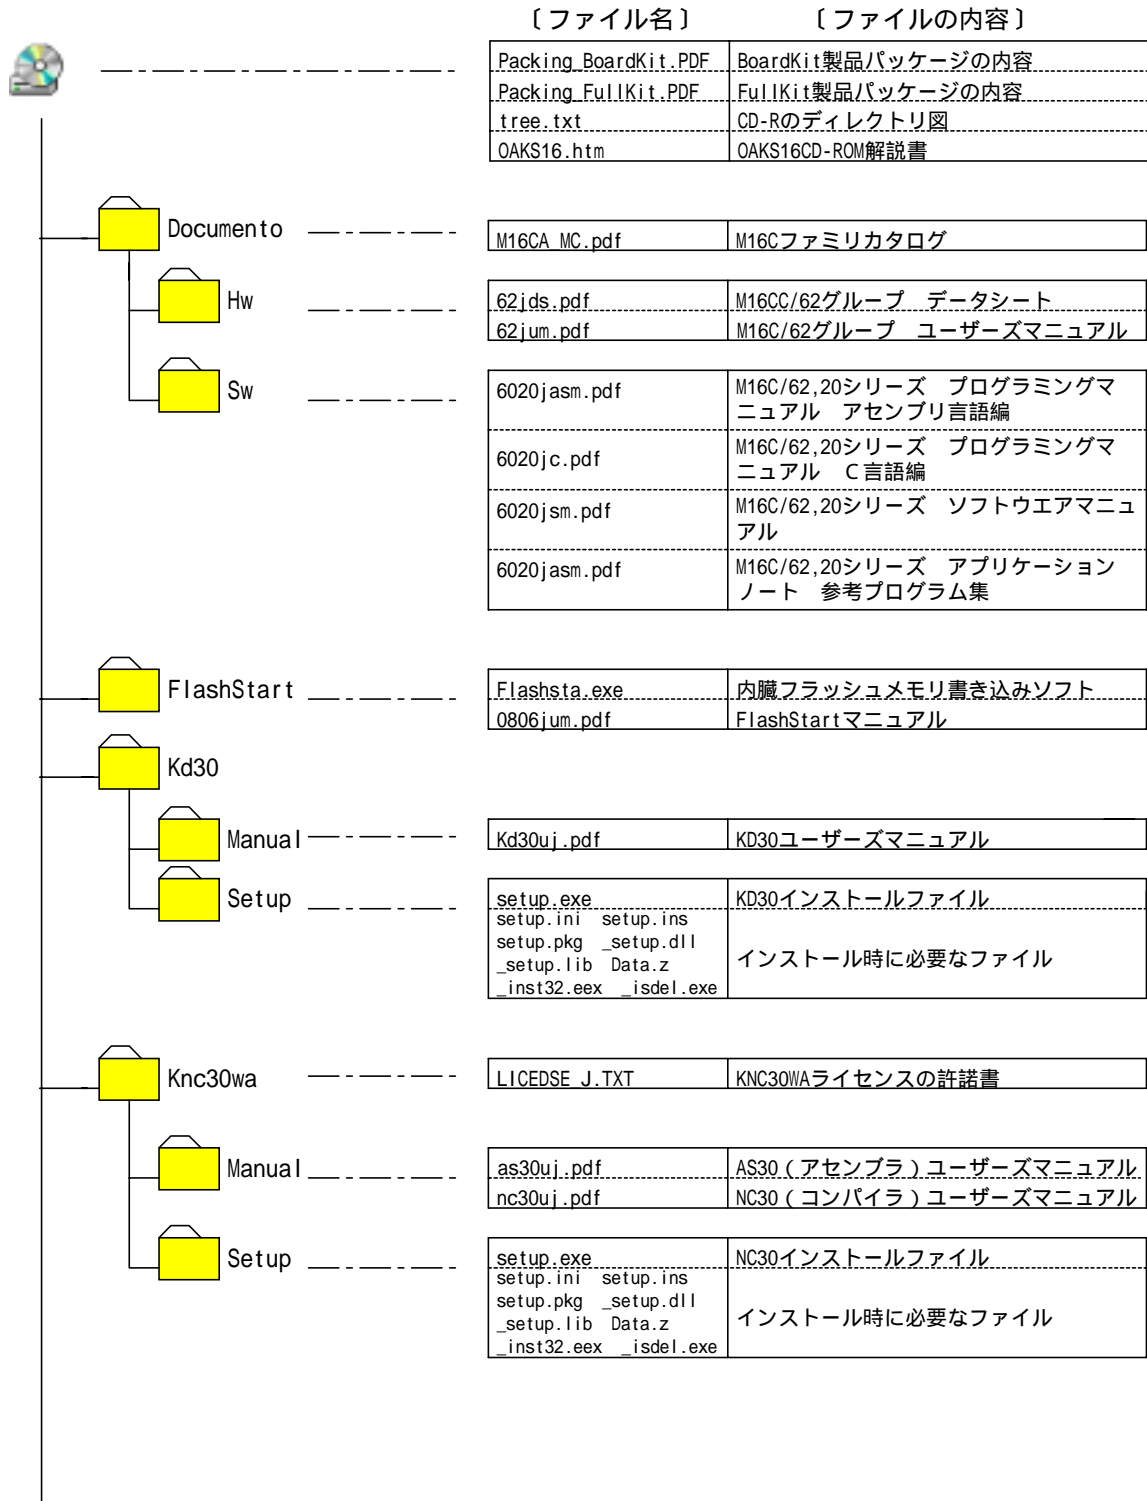 〔ファイル名〕 〔ファイルの内容〕
Packing_BoardKit.PDF BoardKit製品パッケージの内容
Packing_FullKit.PDF FullKit製品パッケージの内容
tree.txt CD-Rのディレクトリ図
OAKS16.htm OAKS16CD-ROM解説書
Documento M16CA_MC.pdf M16Cファミリカタログ
Hw 62jds.pdf M16CC/62グループ データシート
62jum.pdf M16C/62グループ ユーザーズマニュアル
Sw 6020jasm.pdf M16C/62,20シリーズ プログラミングマ
ニュアル アセンブリ言語編
6020jc.pdf M16C/62,20シリーズ プログラミングマ
ニュアル C言語編
6020jsm.pdf M16C/62,20シリーズ ソフトウエアマニュ
アル
6020jasm.pdf M16C/62,20シリーズ アプリケーション
ノート 参考プログラム集
FlashStart Flashsta.exe 内臓フラッシュメモリ書き込みソフト
0806jum.pdf FlashStartマニュアル
Kd30
Manual Kd30uj.pdf KD30ユーザーズマニュアル
Setup setup.exe KD30インストールファイル
setup.ini setup.ins
setup.pkg _setup.dll
_setup.lib Data.z
_inst32.eex _isdel.exe
インストール時に必要なファイル
Knc30wa LICEDSE_J.TXT KNC30WAライセンスの許諾書
Manual as30uj.pdf AS30(アセンブラ)ユーザーズマニュアル
nc30uj.pdf NC30(コンパイラ)ユーザーズマニュアル
Setup setup.exe NC30インストールファイル
setup.ini setup.ins
setup.pkg _setup.dll
_setup.lib Data.z
_inst32.eex _isdel.exe
インストール時に必要なファイル